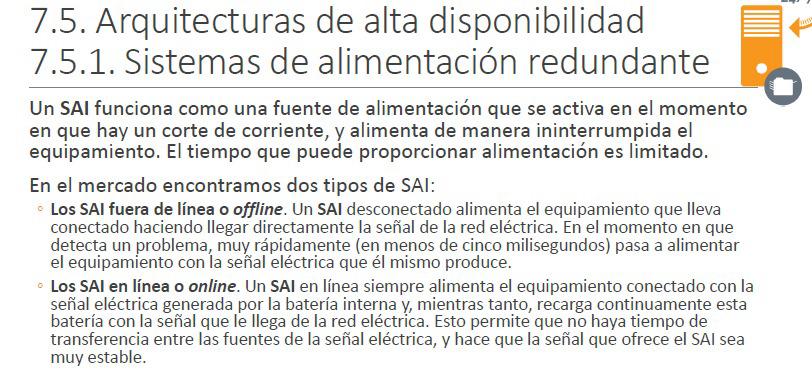 7.5. Arquitecturas de alta disponibilidad
7.5.1. Sistemas de alimentación redundante
Un SAI funciona como una fuente de alimentación que se activa en el momento
en que hay un corte de corriente, y alimenta de manera ininterrumpida el
equipamiento. El tiempo que puede proporcionar alimentación es limitado.
En el mercado encontramos dos tipos de SAI:
◦ Los SAI fuera de línea o offline. Un SAI desconectado alimenta el equipamiento que lleva
conectado haciendo llegar directamente la señal de la red eléctrica. En el momento en que
detecta un problema, muy rápidamente (en menos de cinco milisegundos) pasa a alimentar
el equipamiento con la señal eléctrica que él mismo produce.
◦ Los SAI en línea o online. Un SAI en línea siempre alimenta el equipamiento conectado con la
señal eléctrica generada por la batería interna y, mientras tanto, recarga continuamente esta
batería con la señal que le llega de la red eléctrica. Esto permite que no haya tiempo de
transferencia entre las fuentes de la señal eléctrica, y hace que la señal que ofrece el SAI sea
muy estable.